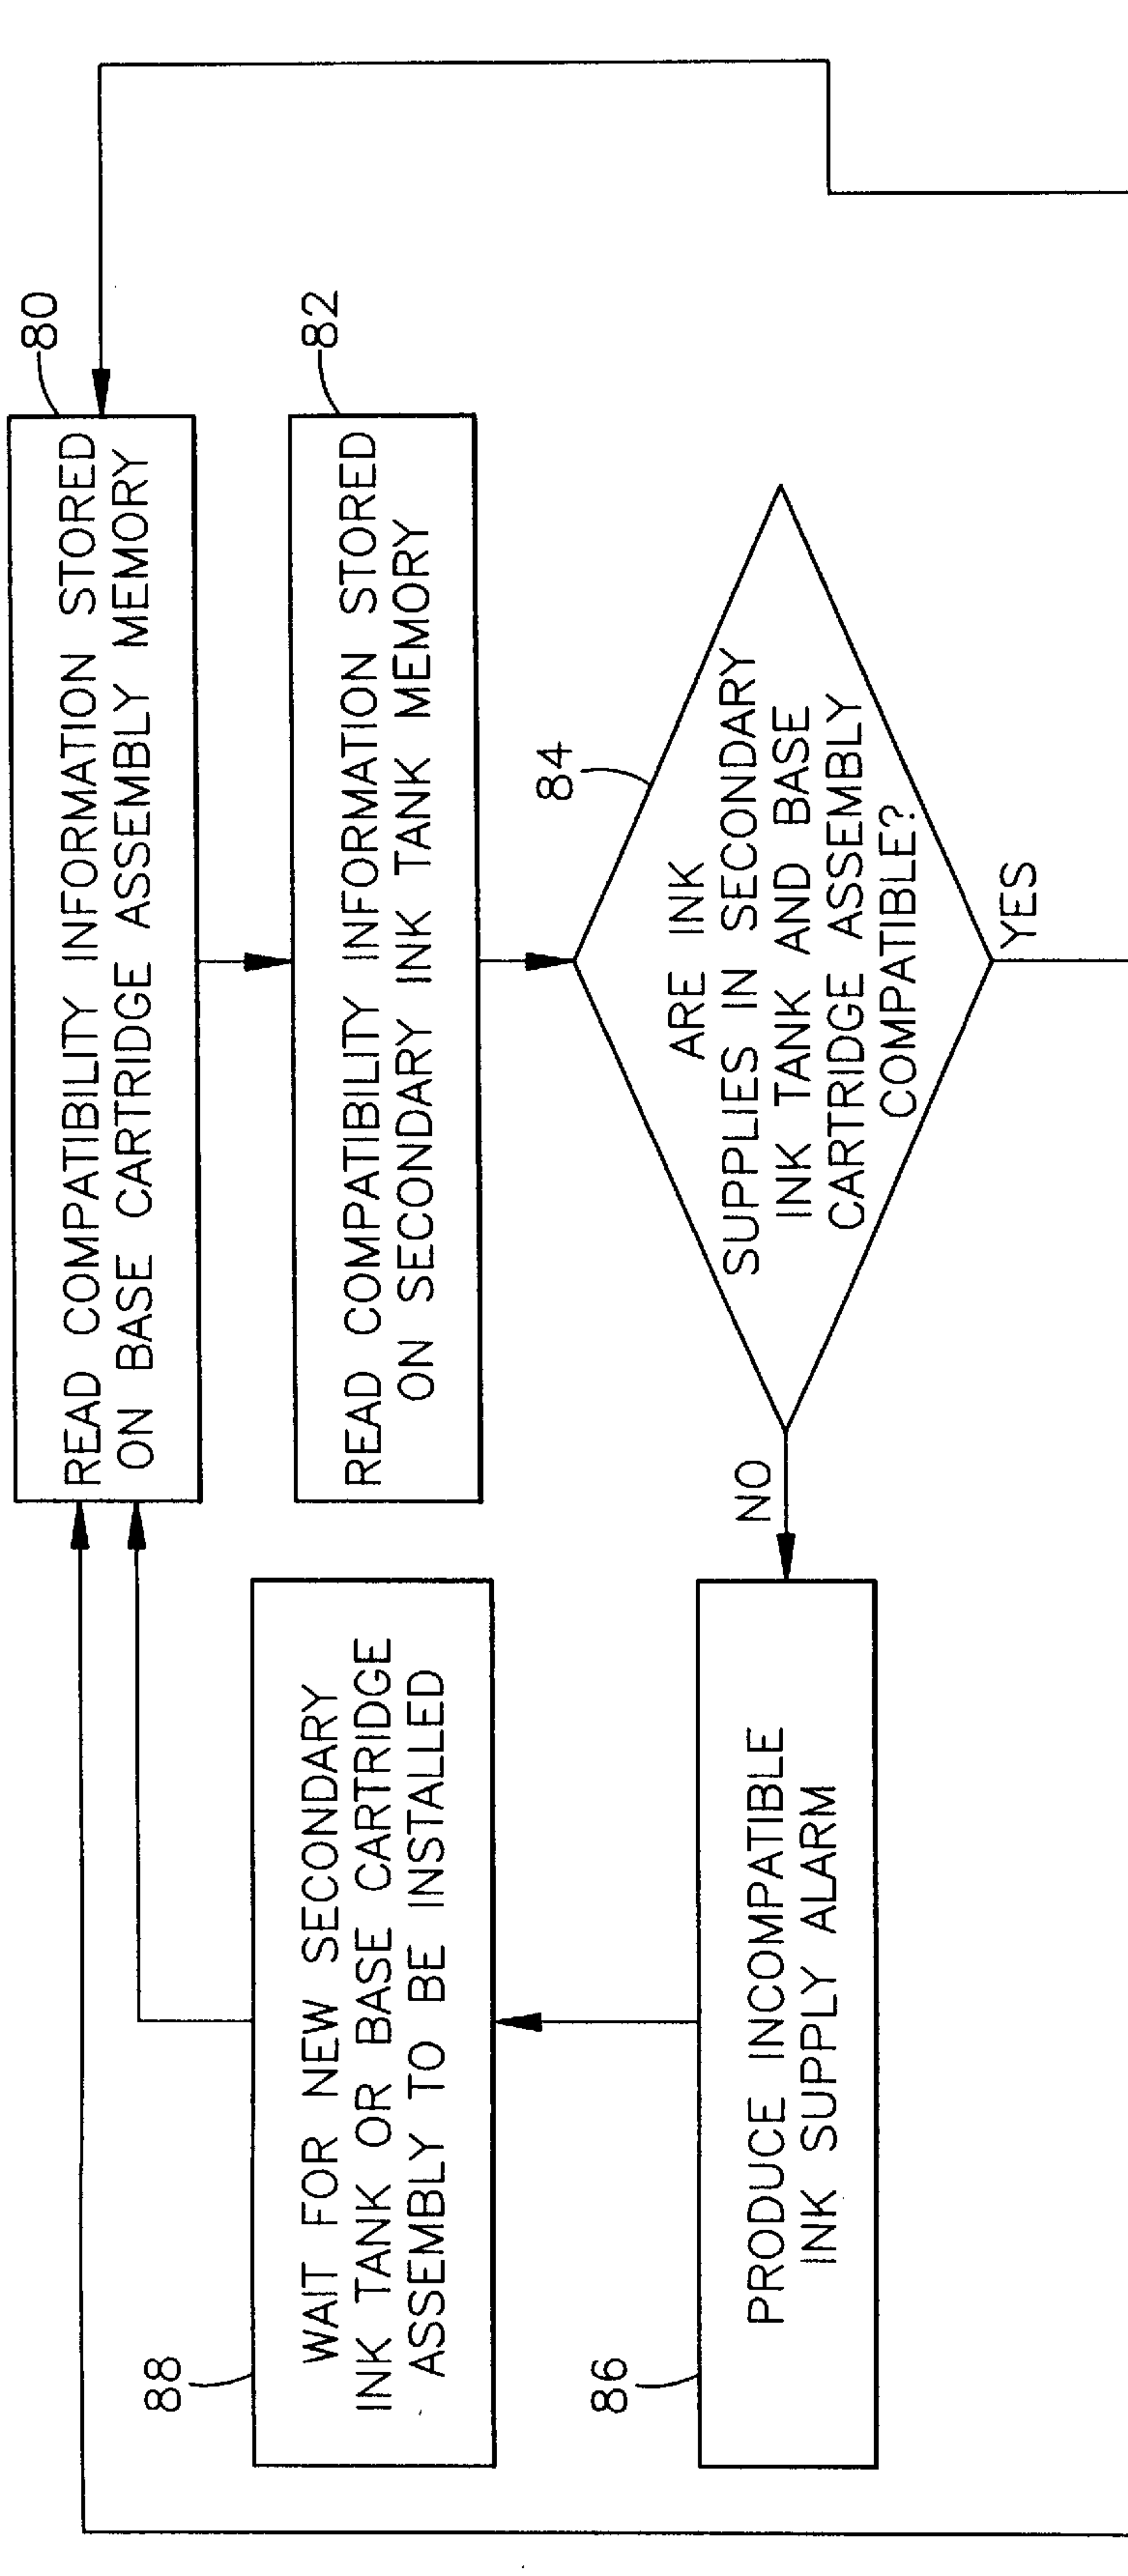 80
READ COMPATIBILITY INFORMATION STORED
ON BASE CARTRIDGE ASSEMBLY MEMORY
82
READ COMPATIBILITY INFORMATION STORED
ON SECONDARY INK TANK MEMORY
84
ARE INK
SUPPLIES IN SECONDARY
INK TANK AND BASE
CARTRIDGE ASSEMBLY
COMPATIBLE?
YES
NO
88
WAIT FOR NEW SECONDARY
INK TANK OR BASE CARTRIDGE
ASSEMBLY TO BE INSTALLED
86
PRODUCE INCOMPATIBLE
INK SUPPLY ALARM